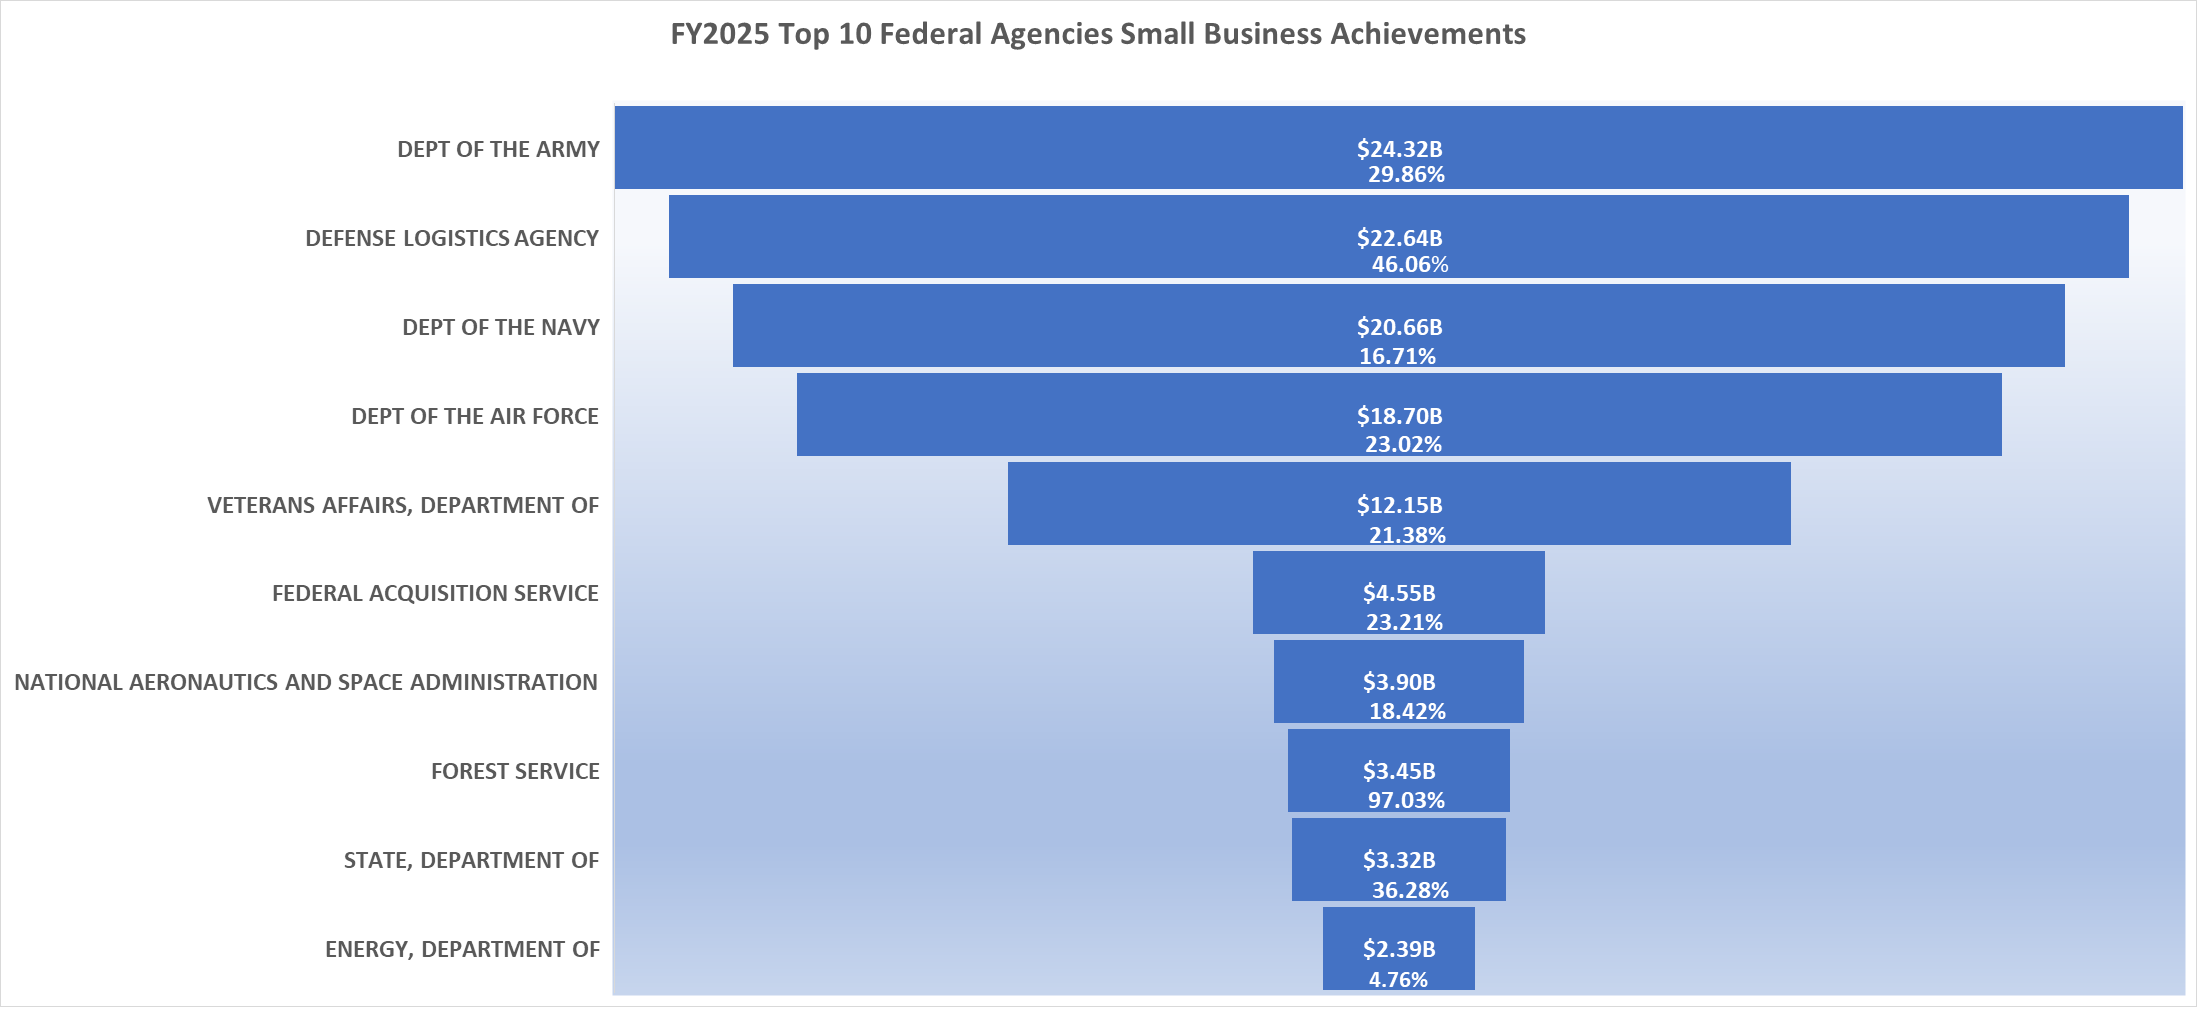 FY2025 Top 10 Federal Agencies Small Business Achievements
DEPT OF THE ARMY
$24.32B
29.86%
DEFENSE LOGISTICS AGENCY
$22.64B
46.06%
DEPT OF THE NAVY
$20.66B
16.71%
DEPT OF THE AIR FORCE
$18.70B
23.02%
VETERANS AFFAIRS, DEPARTMENT OF
$12.15B
21.38%
FEDERAL ACQUISITION SERVICE
$4.55B
23.21%
NATIONAL AERONAUTICS AND SPACE ADMINISTRATION
$3.90B
18.42%
FOREST SERVICE
$3.45B
97.03%
STATE, DEPARTMENT OF
$3.32B
36.28%
ENERGY, DEPARTMENT OF
$2.39B
4.76%